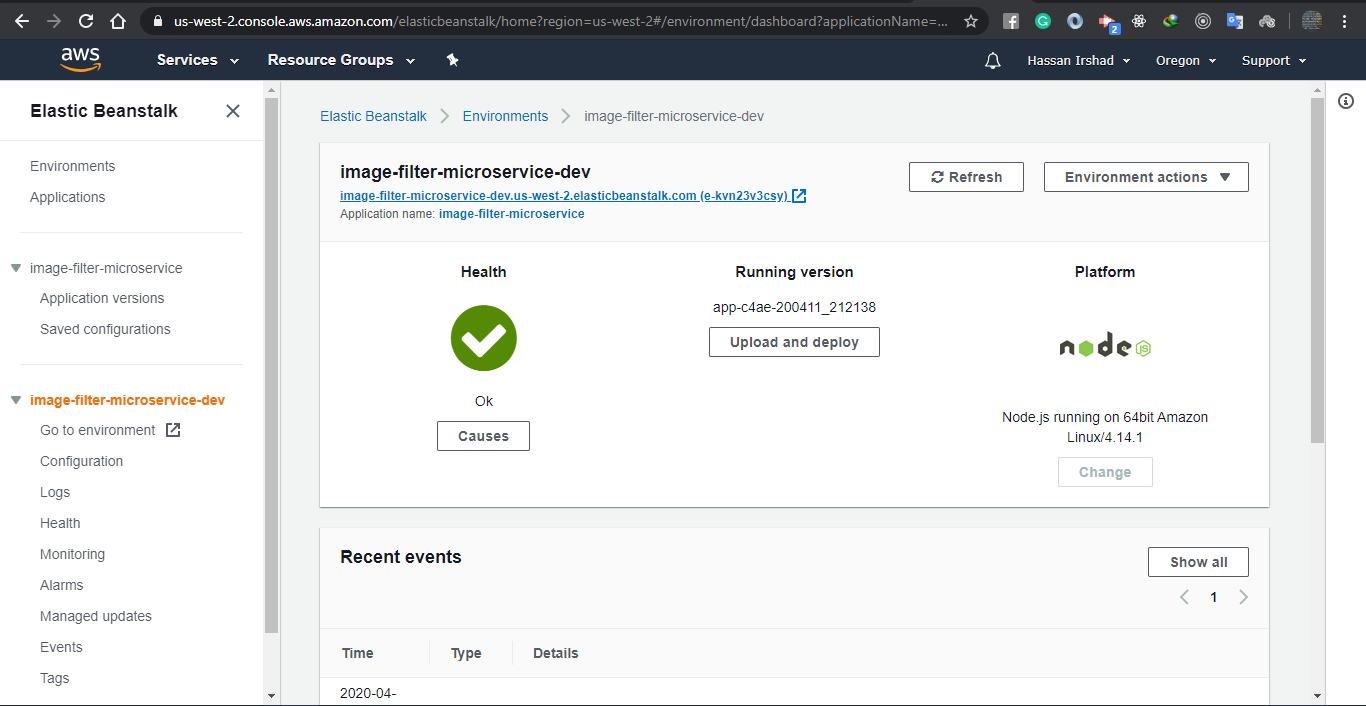 us-west-2.console.aws.amazon.com/elasticbeanstalk/home?region=us-west-2#/environment/dashboard?applicationName=...
2
aws
Services
Resource Groups
Hassan Irshad
Oregon
Support
Elastic Beanstalk
Environments
Applications
image-filter-microservice
Application versions
Saved configurations
image-filter-microservice-dev
Go to environment
Configuration
Logs
Health
Monitoring
Alarms
Managed updates
Events
Tags
Elastic Beanstalk
Environments
image-filter-microservice-dev
image-filter-microservice-dev
image-filter-microservice-dev.us-west-2.elasticbeanstalk.com (e-kvn23v3csy)
Application name: image-filter-microservice
Refresh
Environment actions
Health
Ok
Causes
Running version
app-c4ae-200411_212138
Upload and deploy
Platform
node JS
Node.js running on 64bit Amazon
Linux/4.14.1
Change
Recent events
Show all
1
Time
Type
Details
2020-04-